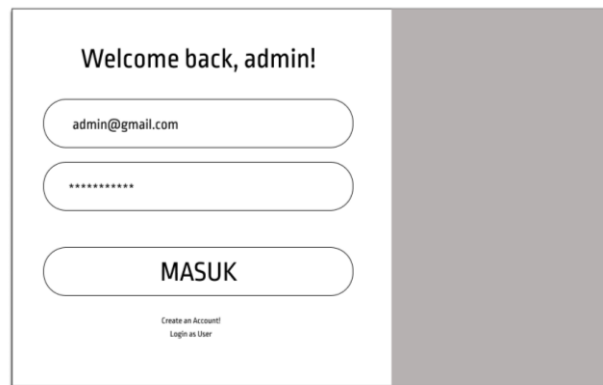 Welcome back, admin!
admin@gmail.com
***********
MASUK
Create an Account!
Login as User